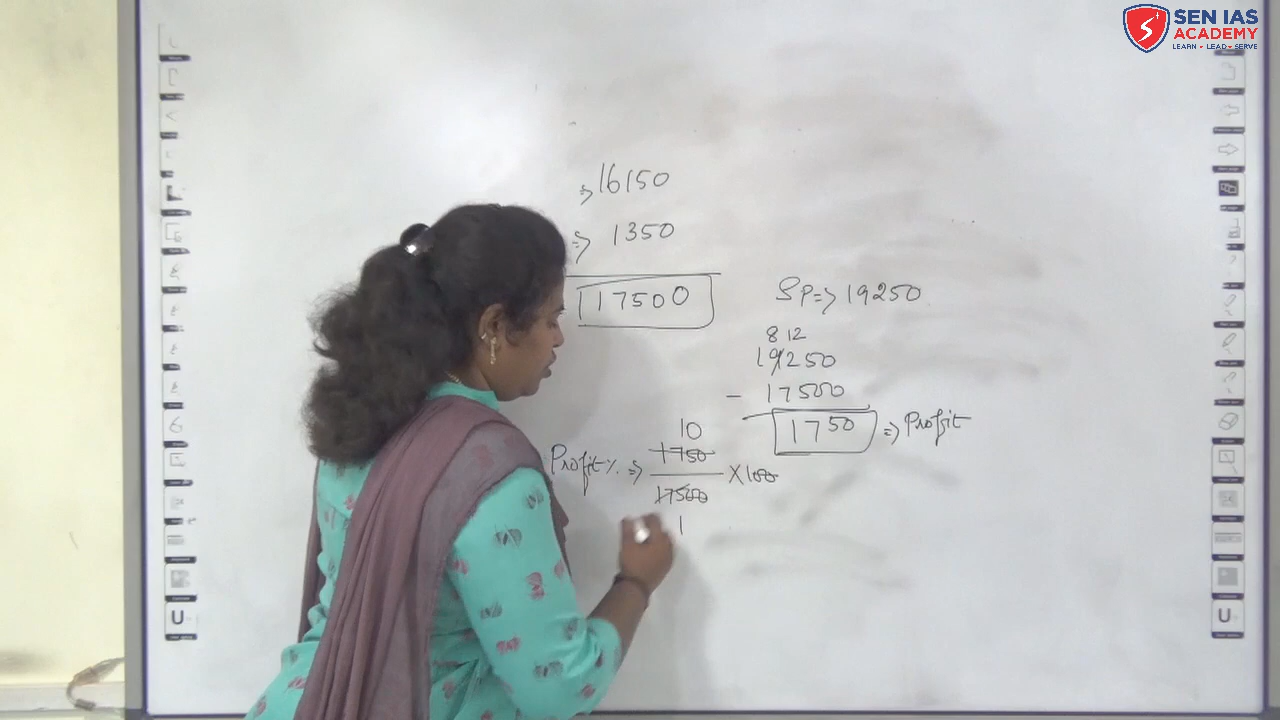 SEN IAS
ACADEMY
LEARN • LEAD • SERVE
=> 16150
=> 1350
17500
SP => 19250
8 12
19250
- 17500
1750 => Profit
10
Profit % => 1750 / 17500 × 100
1
U
U